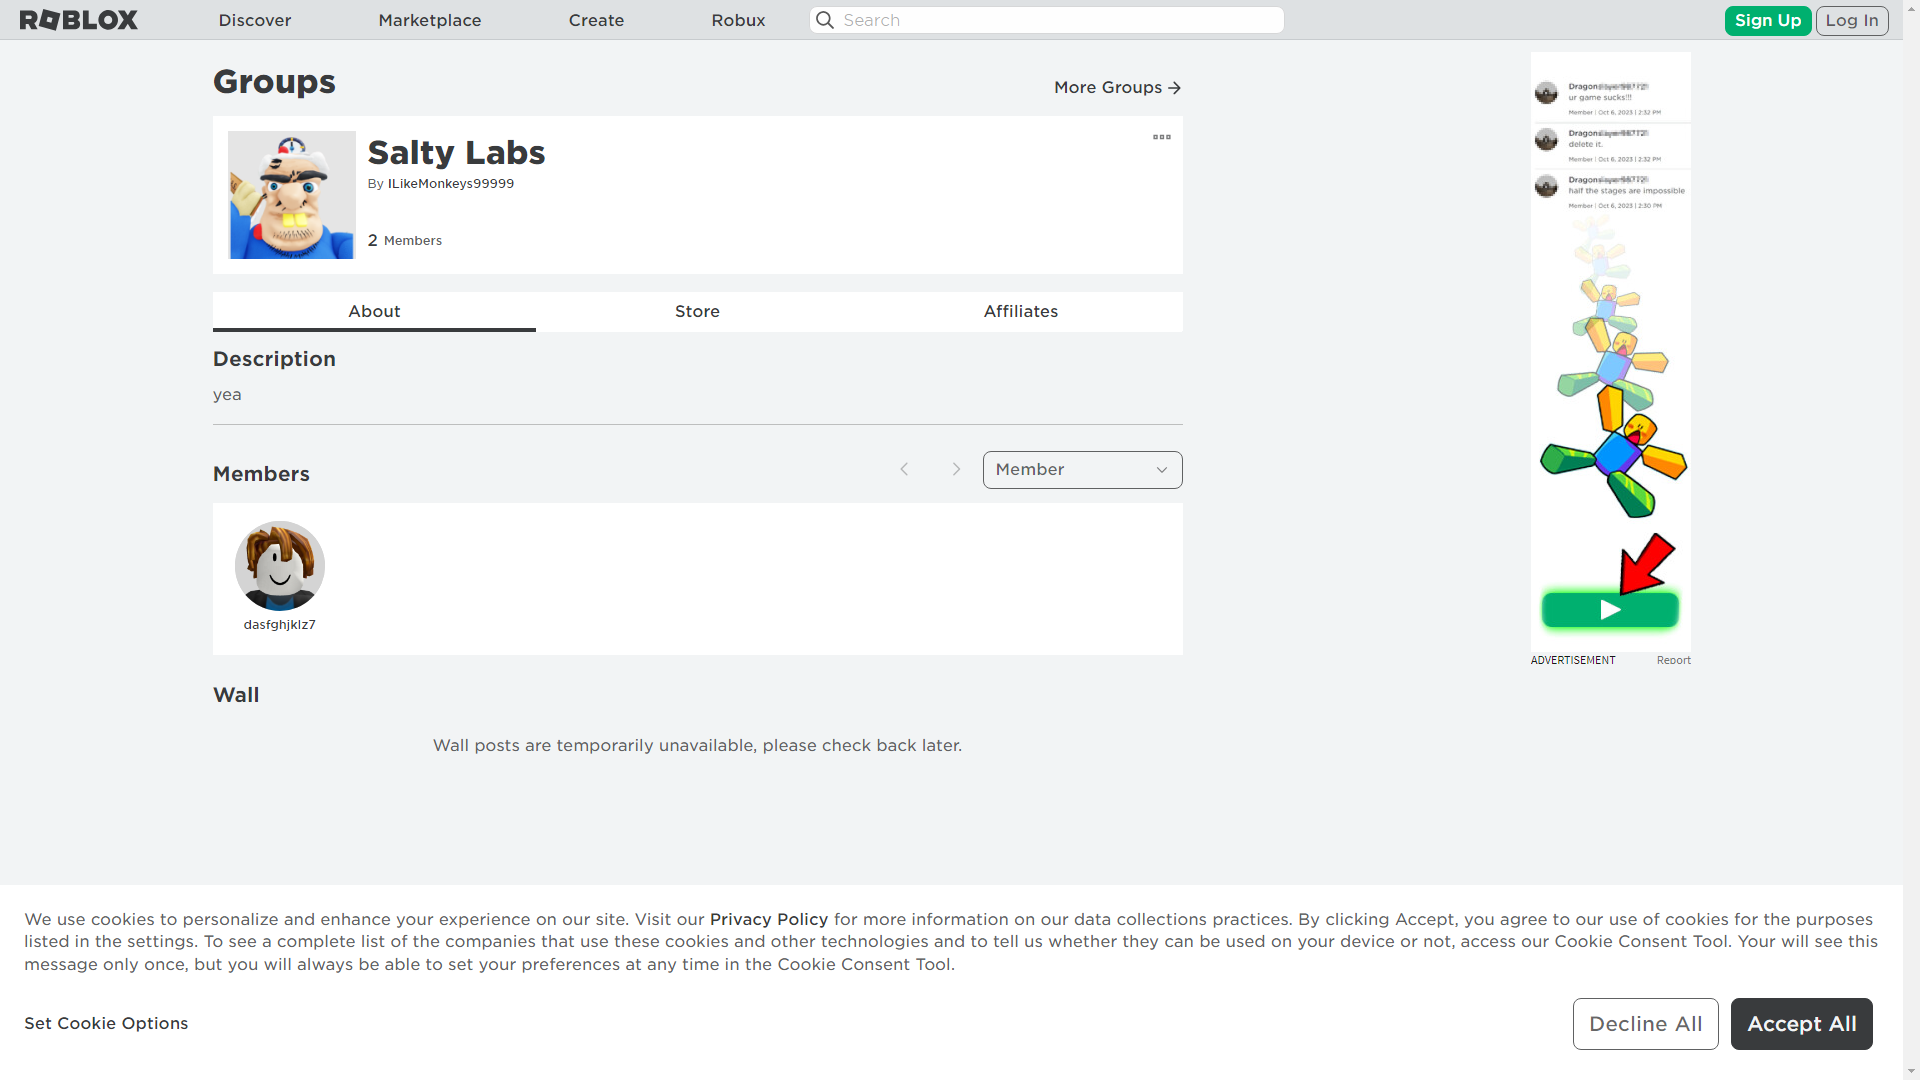 ROBLOX
Discover
Marketplace
Create
Robux
Search
Sign Up
Log In
Groups
More Groups
Salty Labs
By ILikeMonkeys99999
2 Members
About
Store
Affiliates
Description
yea
Members
Member
dasfghjklz7
Wall
Wall posts are temporarily unavailable, please check back later.
Dragon
ur game sucks!!!
Member | Oct 6, 2023 | 2:32 PM
Dragon
delete it.
Member | Oct 6, 2023 | 2:32 PM
Dragon
half the stages are impossible
Member | Oct 6, 2023 | 2:30 PM
ADVERTISEMENT
Report
We use cookies to personalize and enhance your experience on our site. Visit our Privacy Policy for more information on our data collections practices. By clicking Accept, you agree to our use of cookies for the purposes
listed in the settings. To see a complete list of the companies that use these cookies and other technologies and to tell us whether they can be used on your device or not, access our Cookie Consent Tool. Your will see this
message only once, but you will always be able to set your preferences at any time in the Cookie Consent Tool.
Set Cookie Options
Decline All
Accept All